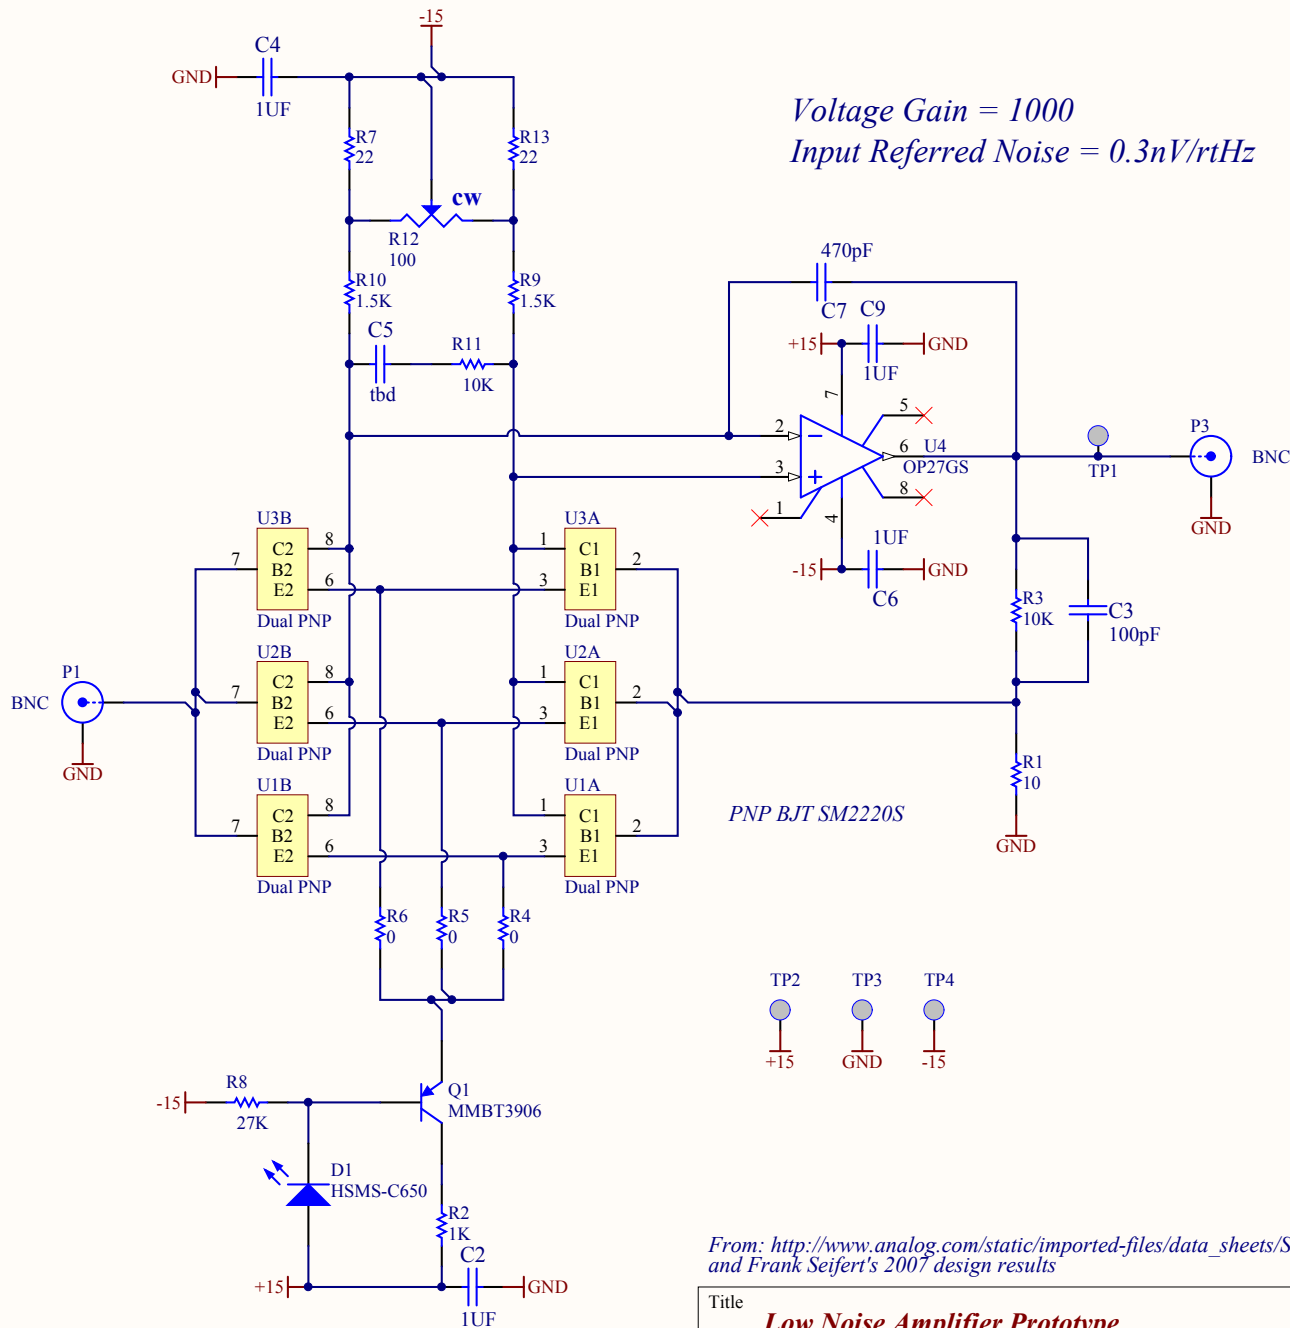 -15
C4
GND
1UF
R7
22
R13
22
Voltage Gain = 1000
Input Referred Noise = 0.3nV/rtHz
cw
R12
100
R10
1.5K
R9
1.5K
470pF
C7
C9
+15
GND
1UF
C5
tbd
R11
10K
7
2
3
1
4
5
6
8
U4
OP27GS
TP1
P3
BNC
GND
1UF
-15
GND
C6
U3B
7
C2
B2
E2
8
6
Dual PNP
U3A
1
3
C1
B1
E1
2
Dual PNP
R3
10K
C3
100pF
P1
BNC
GND
U2B
7
C2
B2
E2
8
6
Dual PNP
U2A
1
3
C1
B1
E1
2
Dual PNP
U1B
7
C2
B2
E2
8
6
Dual PNP
U1A
1
3
C1
B1
E1
2
Dual PNP
PNP BJT SM2220S
R1
10
GND
R6
0
R5
0
R4
0
TP2
+15
TP3
GND
TP4
-15
-15
R8
27K
Q1
MMBT3906
D1
HSMS-C650
R2
1K
+15
C2
1UF
GND
From: http://www.analog.com/static/imported-files/data_sheets/S
and Frank Seifert's 2007 design results
Title
Low Noise Amplifier Prototype